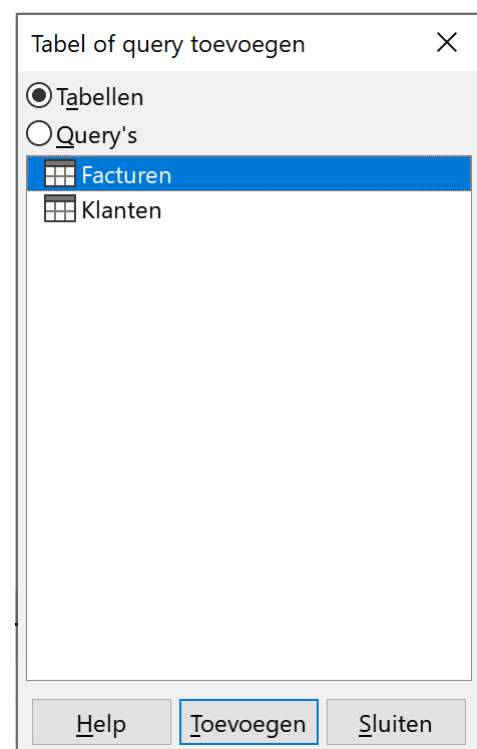 Tabel of query toevoegen
Tabellen
Query's
Facturen
Klanten
Help Toevoegen Sluiten